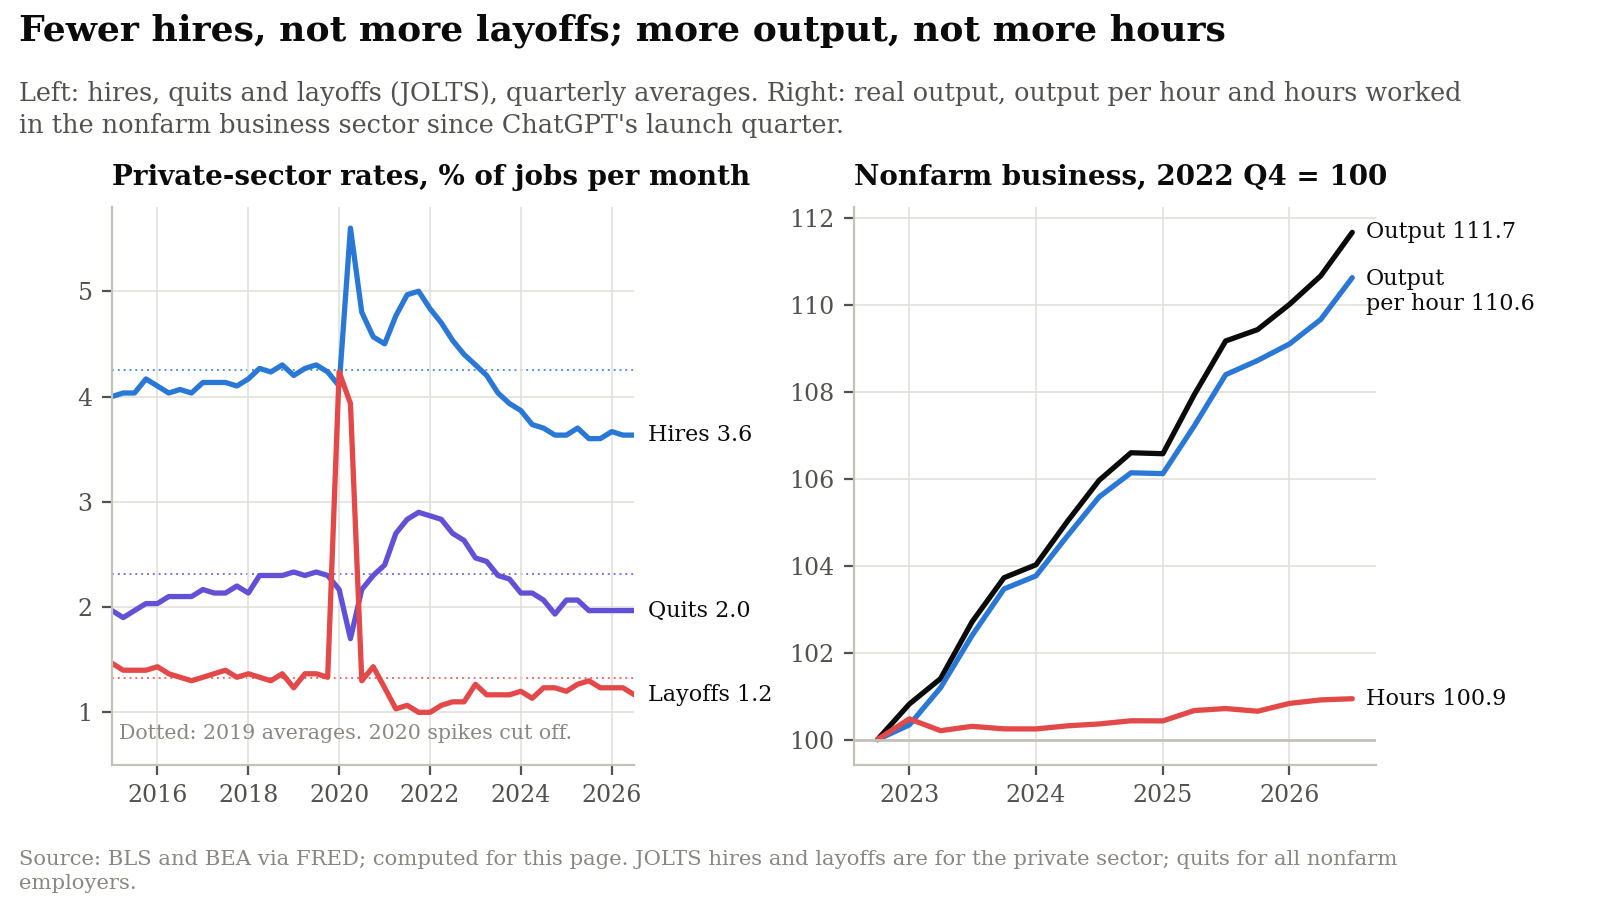 Fewer hires, not more layoffs; more output, not more hours
Left: hires, quits and layoffs (JOLTS), quarterly averages. Right: real output, output per hour and hours worked
in the nonfarm business sector since ChatGPT's launch quarter.
Private-sector rates, % of jobs per month
5
4
3
2
1
Hires 3.6
Quits 2.0
Layoffs 1.2
Dotted: 2019 averages. 2020 spikes cut off.
2016 2018 2020 2022 2024 2026
Nonfarm business, 2022 Q4 = 100
112
110
108
106
104
102
100
Output 111.7
Output
per hour 110.6
Hours 100.9
2023 2024 2025 2026
Source: BLS and BEA via FRED; computed for this page. JOLTS hires and layoffs are for the private sector; quits for all nonfarm
employers.